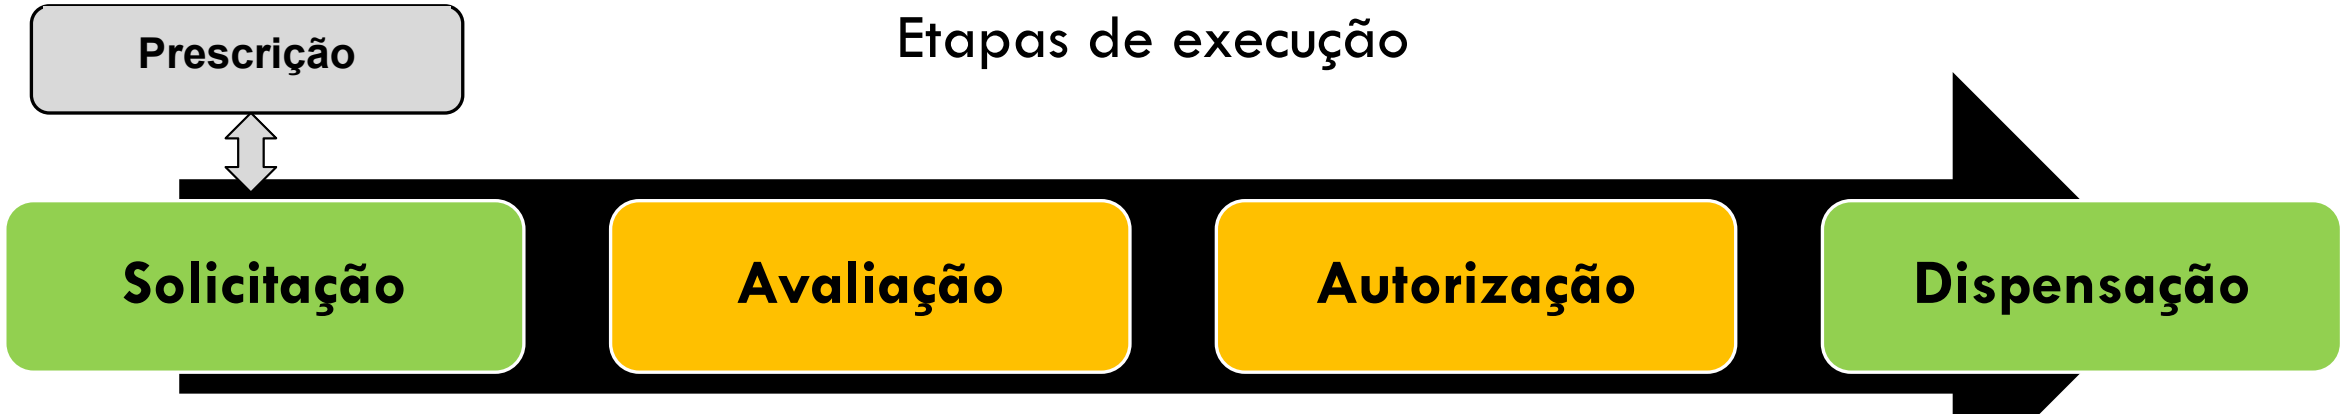 Etapas de execução
Prescrição
Solicitação
Avaliação
Autorização
Dispensação